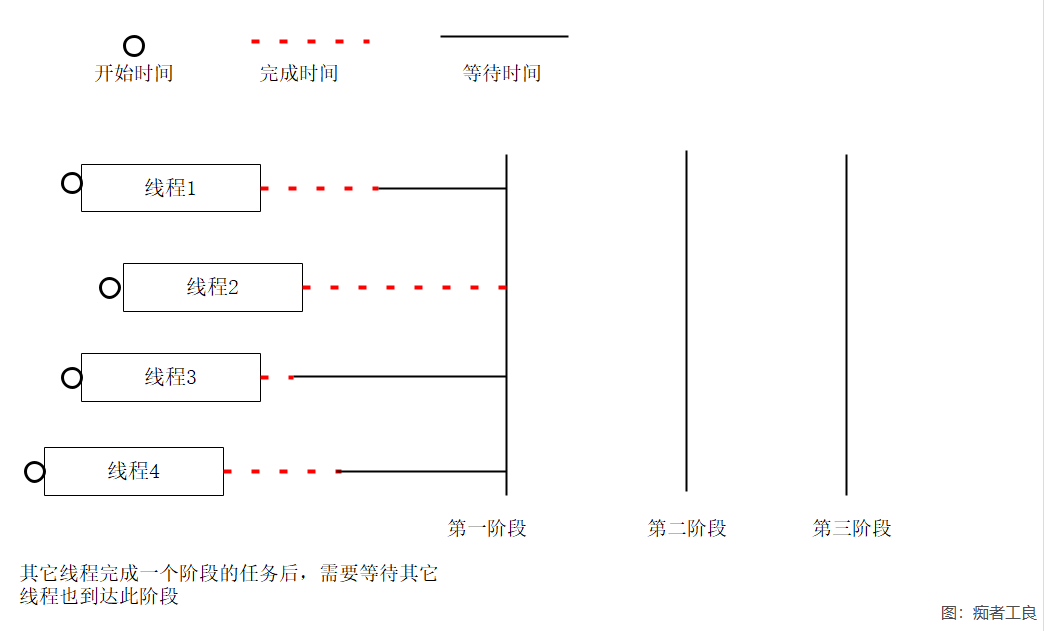 开始时间 完成时间 等待时间
线程1
线程2
线程3
线程4
第一阶段 第二阶段 第三阶段
其它线程完成一个阶段的任务后，需要等待其它
线程也到达此阶段
图：痴者工良